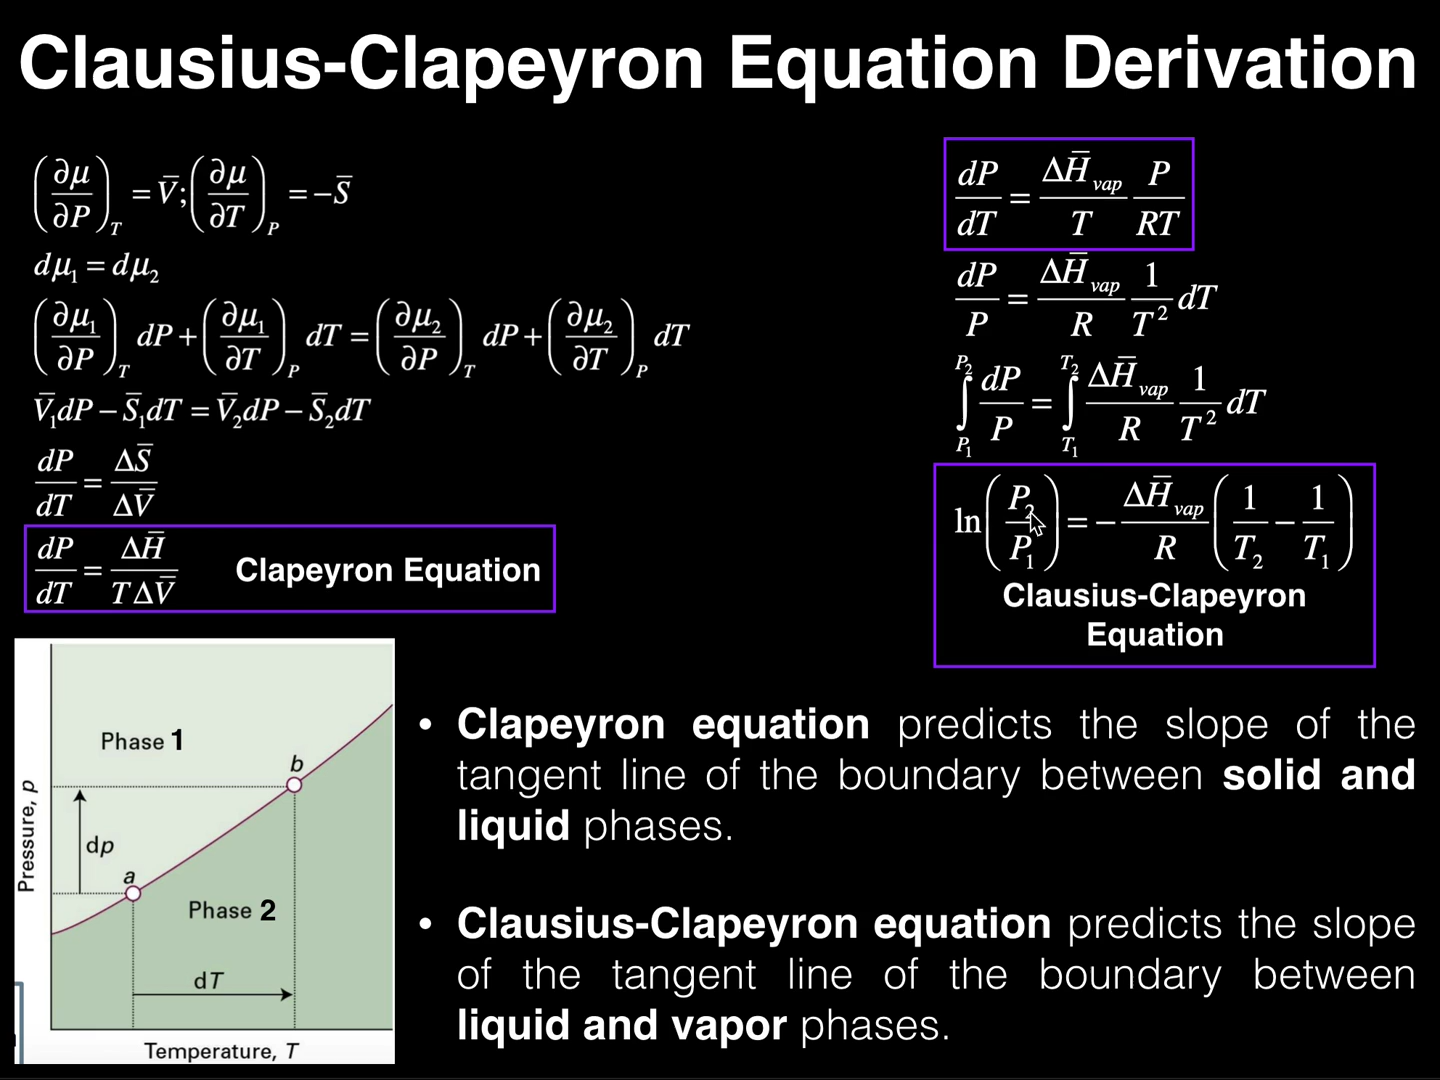 Clausius-Clapeyron Equation Derivation
(∂μ/∂P)_T = V̄; (∂μ/∂T)_P = −S̄
dμ₁ = dμ₂
(∂μ₁/∂P)_T dP + (∂μ₁/∂T)_P dT = (∂μ₂/∂P)_T dP + (∂μ₂/∂T)_P dT
V̄₁dP − S̄₁dT = V̄₂dP − S̄₂dT
dP/dT = ΔS̄/ΔV̄
dP/dT = ΔH̄/TΔV̄ Clapeyron Equation
dP/dT = ΔH̄_vap/T P/RT
dP/P = ΔH̄_vap/R 1/T² dT
∫_P₁^P₂ dP/P = ∫_T₁^T₂ ΔH̄_vap/R 1/T² dT
ln(P₂/P₁) = −ΔH̄_vap/R (1/T₂ − 1/T₁)
Clausius-Clapeyron
Equation
Phase 1
b
dp
a
Phase 2
dT
Pressure, p
Temperature, T
• Clapeyron equation predicts the slope of the
tangent line of the boundary between solid and
liquid phases.
• Clausius-Clapeyron equation predicts the slope
of the tangent line of the boundary between
liquid and vapor phases.